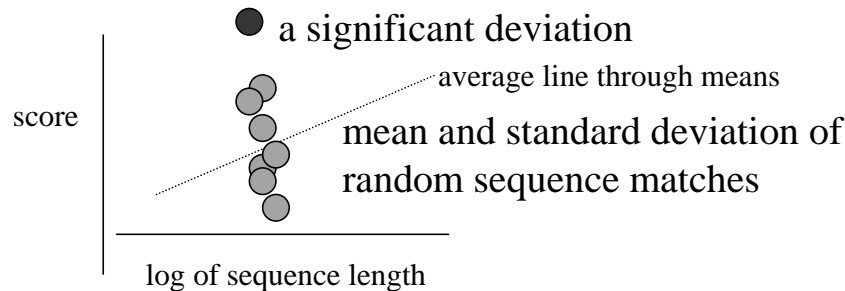 a significant deviation
average line through means
score
mean and standard deviation of
random sequence matches
log of sequence length